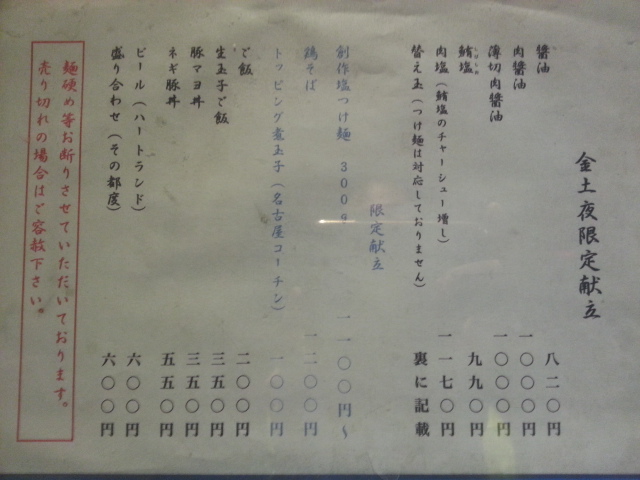 金土夜限定献立
醤油 八二〇円
肉醤油 一〇〇〇円
薄切肉醤油 一〇〇〇円
鮪塩 九九〇円
肉塩(鮪塩のチャーシュー増し) 一一七〇円
替え玉(つけ麺は対応しておりません) 裏に記載
限定献立
創作塩つけ麺 300g 一一〇〇円〜
鶏そば 一二〇〇円
トッピング煮玉子(名古屋コーチン) 一〇〇円
ご飯 二〇〇円
生玉子ご飯 三五〇円
豚マヨ丼 三五〇円
ネギ豚丼 五五〇円
ビール(ハートランド) 六〇〇円
盛り合わせ(その都度) 六〇〇円
麺硬め等お断りさせていただいております。
売り切れの場合はご容赦下さい。